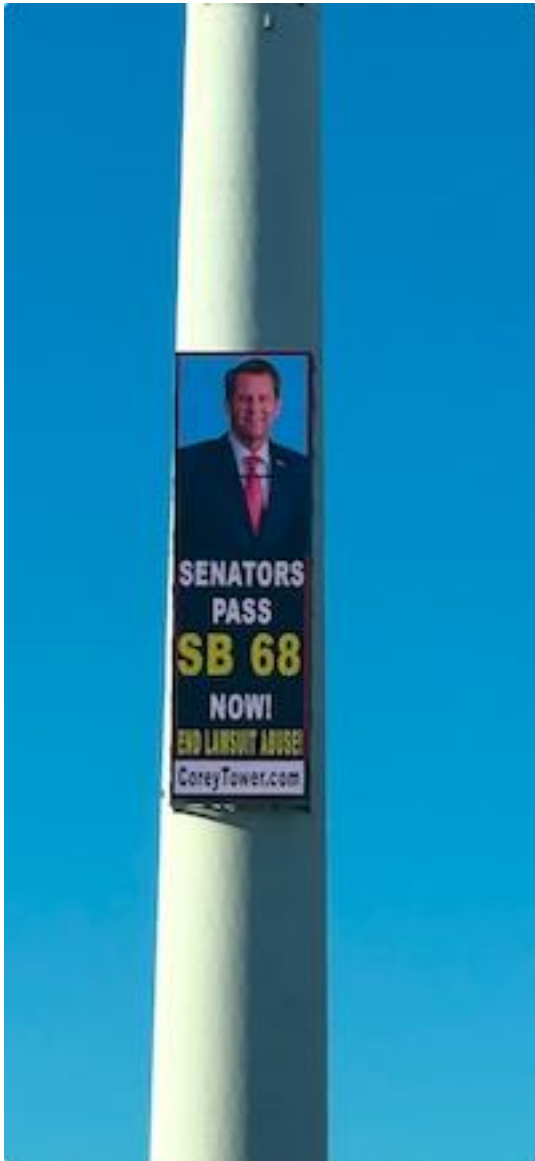 SENATORS
PASS
SB 68
NOW!
END LAWSUIT ABUSE!
CoreyTower.com